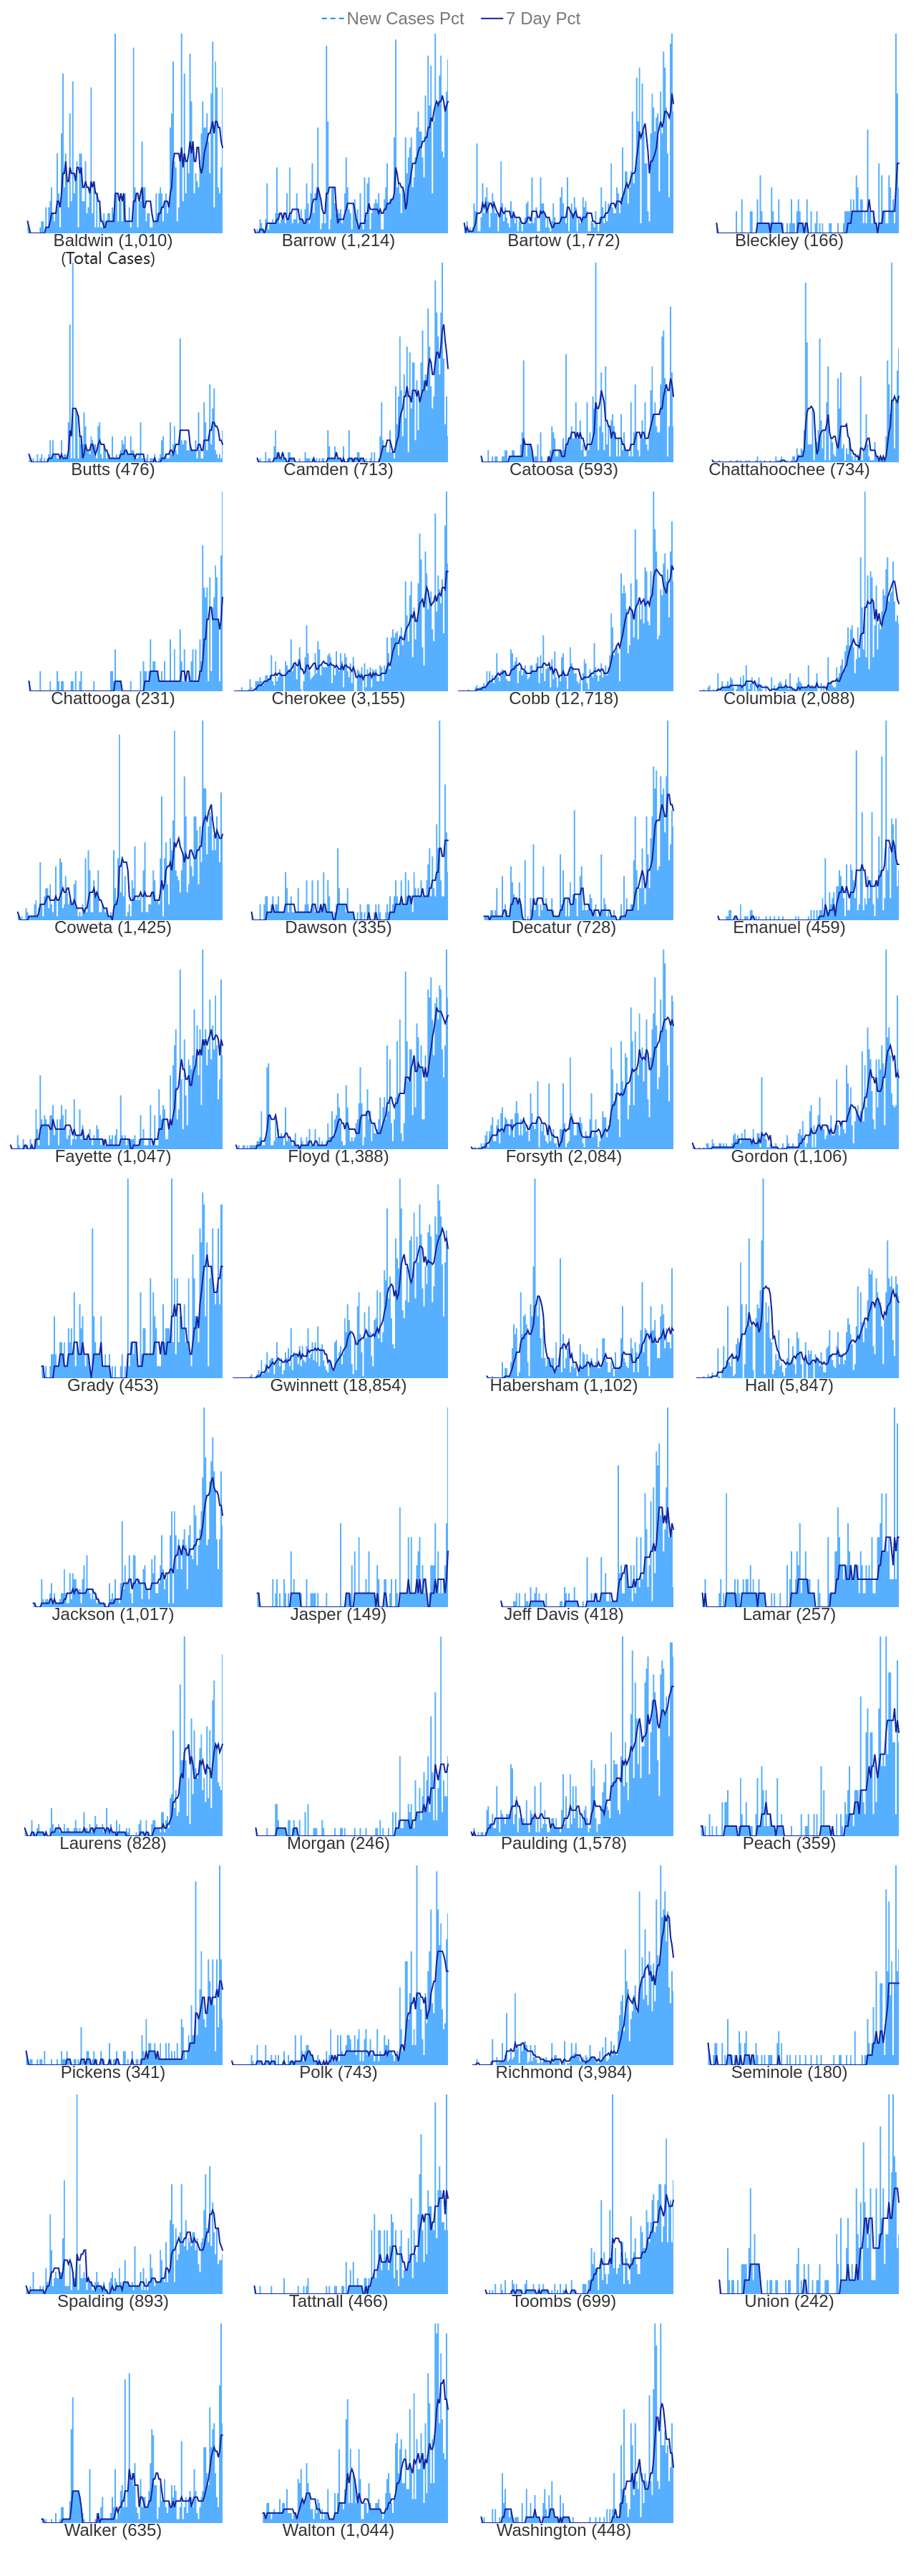 New Cases Pct 7 Day Pct
Baldwin (1,010) Barrow (1,214) Bartow (1,772) Bleckley (166)
(Total Cases)
Butts (476) Camden (713) Catoosa (593) Chattahoochee (734)
Chattooga (231) Cherokee (3,155) Cobb (12,718) Columbia (2,088)
Coweta (1,425) Dawson (335) Decatur (728) Emanuel (459)
Fayette (1,047) Floyd (1,388) Forsyth (2,084) Gordon (1,106)
Grady (453) Gwinnett (18,854) Habersham (1,102) Hall (5,847)
Jackson (1,017) Jasper (149) Jeff Davis (418) Lamar (257)
Laurens (828) Morgan (246) Paulding (1,578) Peach (359)
Pickens (341) Polk (743) Richmond (3,984) Seminole (180)
Spalding (893) Tattnall (466) Toombs (699) Union (242)
Walker (635) Walton (1,044) Washington (448)